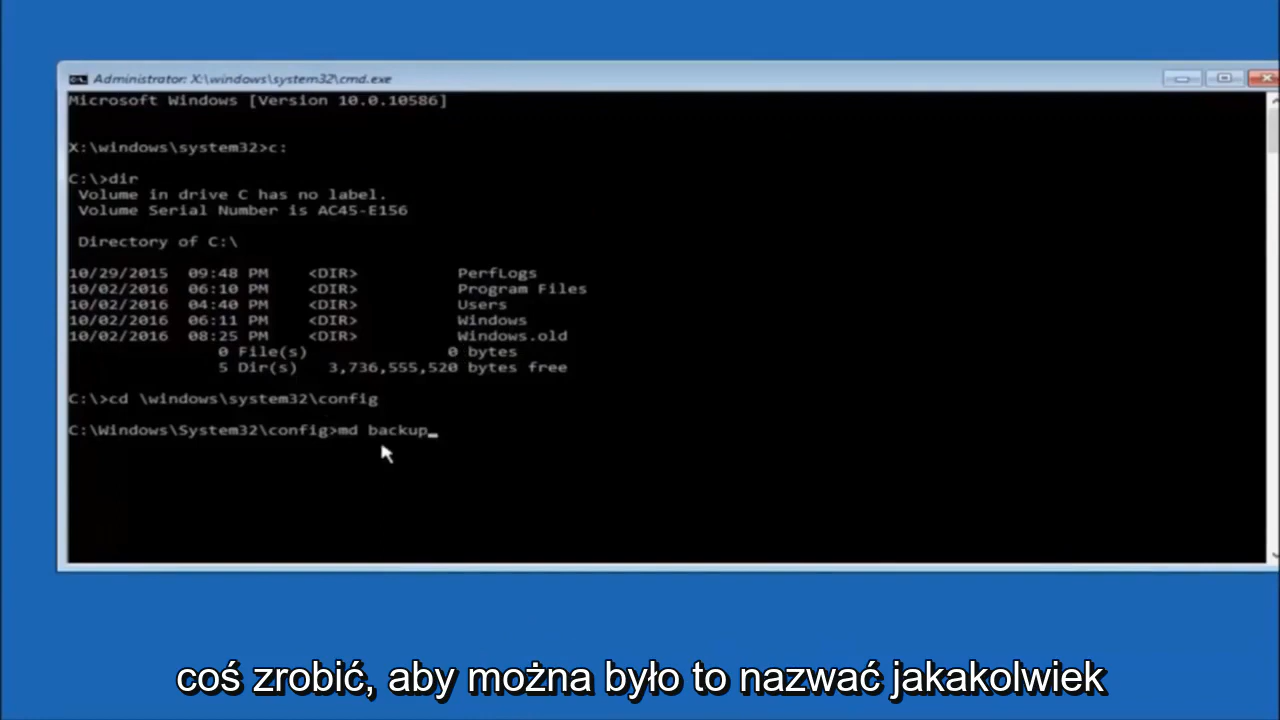 Administrator: X:\windows\system32\cmd.exe
Microsoft Windows [Version 10.0.10586]
X:\windows\system32>c:
C:\>dir
Volume in drive C has no label.
Volume Serial Number is AC45-E156
Directory of C:\
10/29/2015 09:48 PM <DIR> PerfLogs
10/02/2016 06:10 PM <DIR> Program Files
10/02/2016 04:40 PM <DIR> Users
10/02/2016 06:11 PM <DIR> Windows
10/02/2016 08:25 PM <DIR> Windows.old
0 File(s) 0 bytes
5 Dir(s) 3,736,555,520 bytes free
C:\>cd \windows\system32\config
C:\Windows\System32\config>md backup_
coś zrobić, aby można było to nazwać jakakolwiek